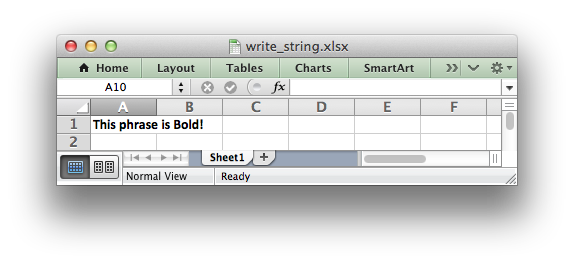 write_string.xlsx
Home Layout Tables Charts SmartArt
A10 fx
A B C D E F
1 This phrase is Bold!
2
Sheet1
Normal View Ready